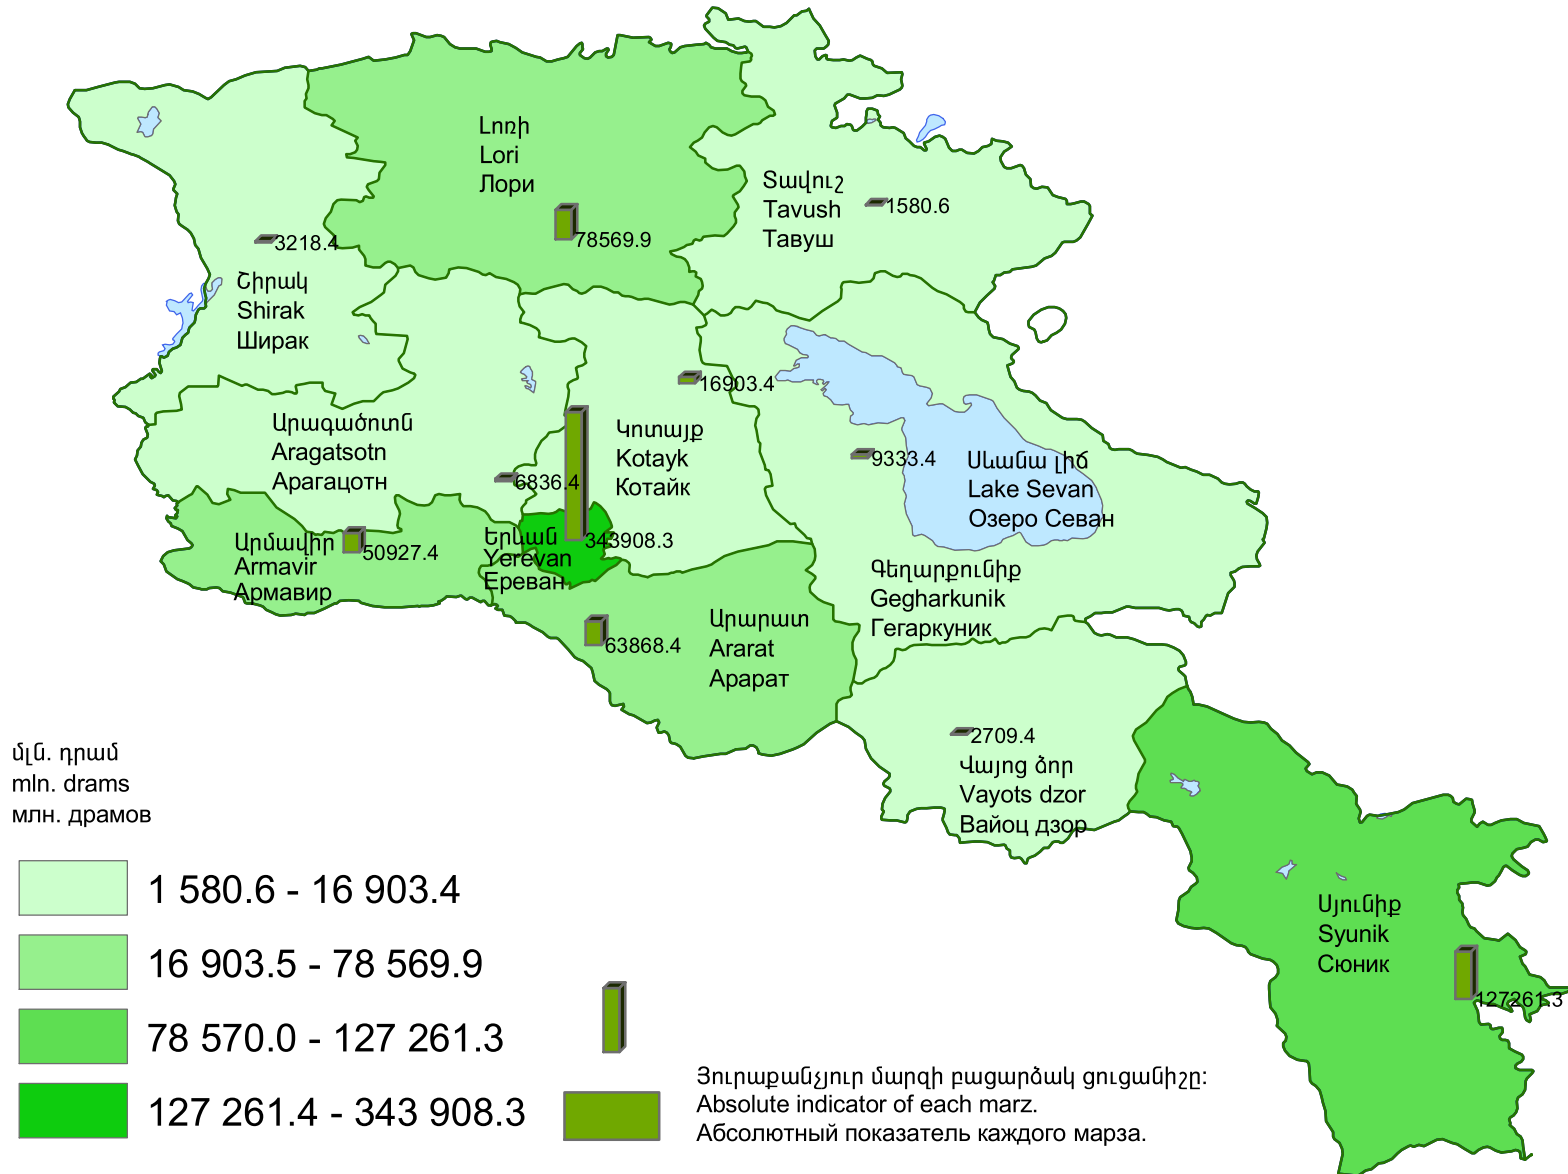 Լոռի
Lori
Лори
78569.9
Տավուշ
Tavush
Тавуш
1580.6
3218.4
Շիրակ
Shirak
Ширак
16903.4
Արագածոտն
Aragatsotn
Арагацотн
6836.4
Կոտայք
Kotayk
Котайк
9333.4
Սևանա լիճ
Lake Sevan
Озеро Севан
Արմավիր
Armavir
Армавир
50927.4
Երևան
Yerevan
Ереван
343908.3
Գեղարքունիք
Gegharkunik
Гегаркуник
63868.4
Արարատ
Ararat
Арарат
2709.4
Վայոց ձոր
Vayots dzor
Вайоц дзор
Սյունիք
Syunik
Сюник
127261.3
մլն. դրամ
mln. drams
млн. драмов
1 580.6 - 16 903.4
16 903.5 - 78 569.9
78 570.0 - 127 261.3
127 261.4 - 343 908.3
Յուրաքանչյուր մարզի բացարձակ ցուցանիշը:
Absolute indicator of each marz.
Абсолютный показатель каждого марза.